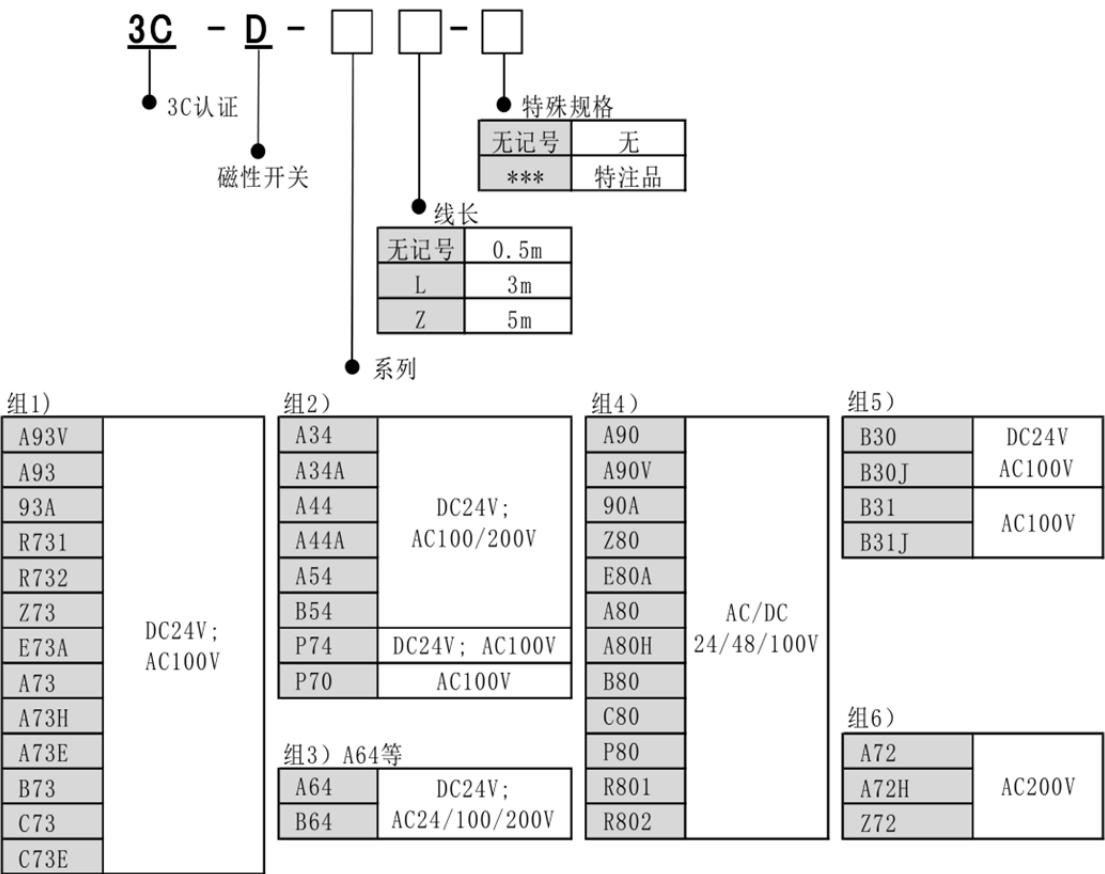 3C - D - □ □ - □
3C认证
磁性开关
特殊规格
无记号 无
*** 特注品
线长
无记号 0.5m
L 3m
Z 5m
系列
组1)
A93V
A93
93A
R731
R732
Z73
E73A
A73
A73H
A73E
B73
C73
C73E
DC24V;
AC100V
组2）
A34
A34A
A44
A44A
A54
B54
DC24V;
AC100/200V
P74 DC24V; AC100V
P70 AC100V
组3）A64等
A64
B64
DC24V;
AC24/100/200V
组4）
A90
A90V
90A
Z80
E80A
A80
A80H
B80
C80
P80
R801
R802
AC/DC
24/48/100V
组5）
B30
B30J
DC24V
AC100V
B31
B31J
AC100V
组6）
A72
A72H
Z72
AC200V